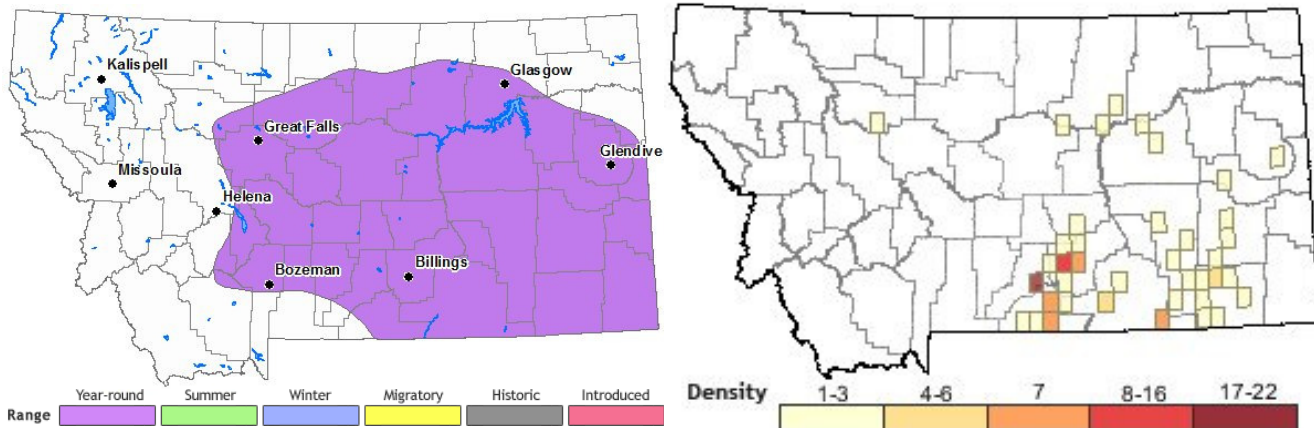 Kalispell
Glasgow
Great Falls
Glendive
Missoula
Helena
Bozeman
Billings
Year-round Summer Winter Migratory Historic Introduced
Range
Density 1-3 4-6 7 8-16 17-22